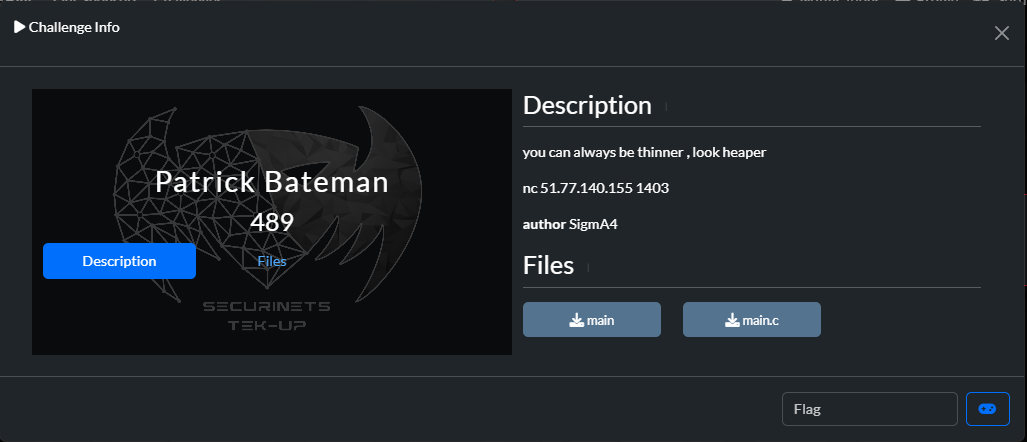 Challenge Info
Patrick Bateman
489
Description
Files
SECURINETS
TEK-UP
Description
you can always be thinner , look heaper
nc 51.77.140.155 1403
author SigmA4
Files
main
main.c
Flag